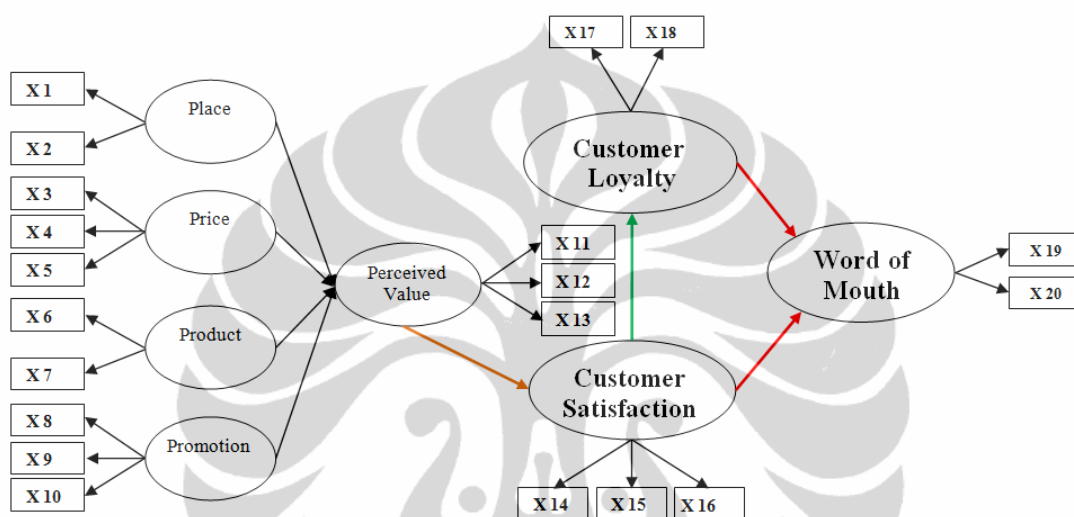 X 17
X 18
X 1
Place
X 2
Customer
Loyalty
X 3
Price
X 4
X 5
X 11
Perceived
Value
X 12
X 13
Word of
Mouth
X 19
X 20
X 6
Product
X 7
Customer
Satisfaction
X 8
Promotion
X 9
X 10
X 14
X 15
X 16